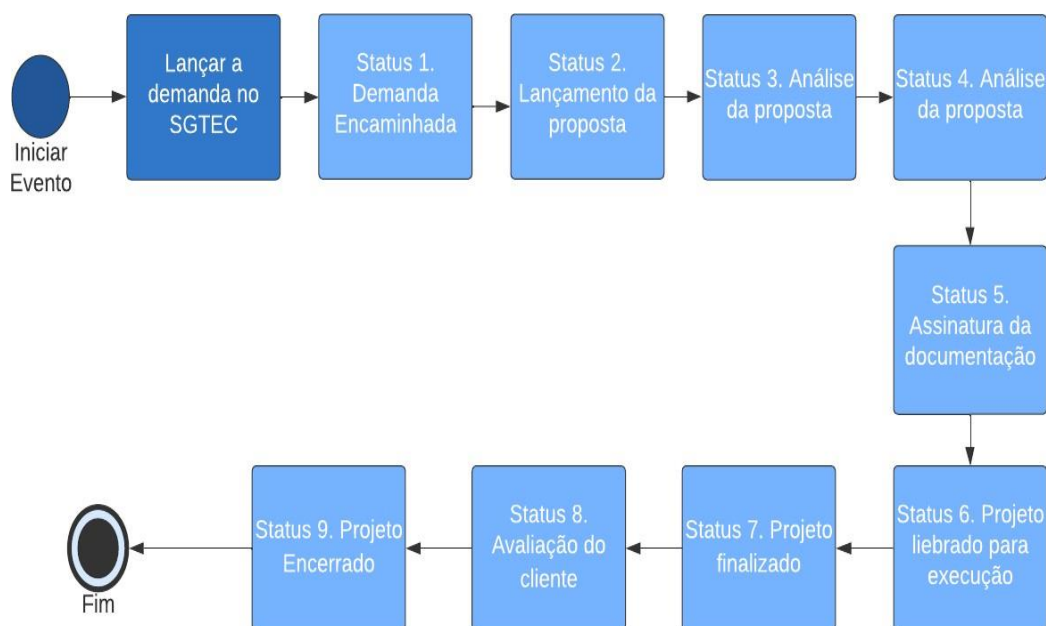 Iniciar
Evento
Lançar a
demanda no
SGTEC
Status 1.
Demanda
Encaminhada
Status 2.
Lançamento da
proposta
Status 3. Análise
da proposta
Status 4. Análise
da proposta
Status 5.
Assinatura da
documentação
Status 6. Projeto
liebrado para
execução
Status 7. Projeto
finalizado
Status 8.
Avaliação do
cliente
Status 9. Projeto
Encerrado
Fim